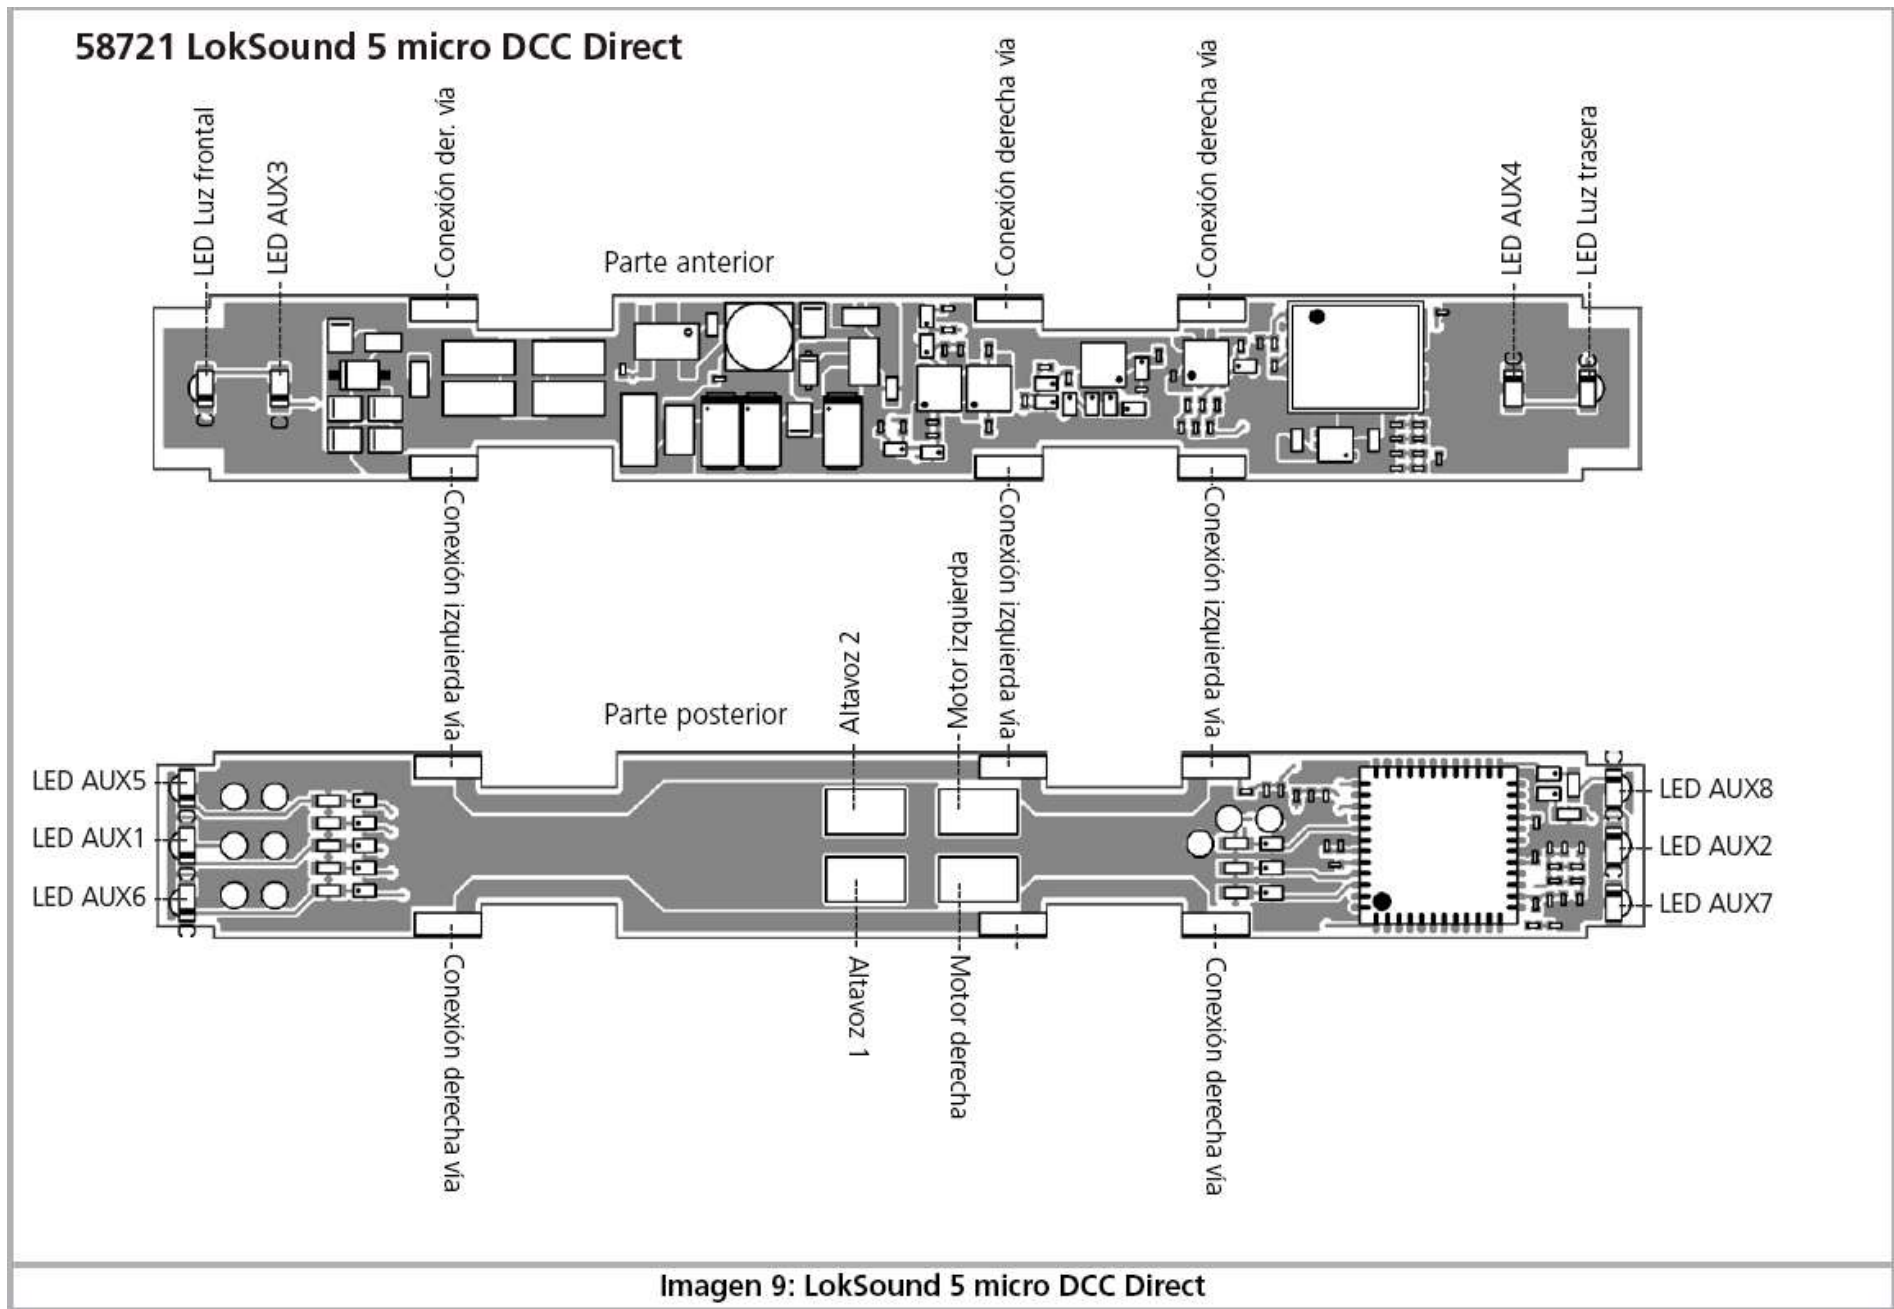 58721 LokSound 5 micro DCC Direct
LED Luz frontal
LED AUX3
Conexión der. vía
Conexión derecha vía
Conexión derecha vía
LED AUX4
LED Luz trasera
Parte anterior
Conexión izquierda vía
Conexión izquierda vía
Conexión izquierda vía
Parte posterior
Altavoz 2
Motor izquierda
LED AUX5
LED AUX1
LED AUX6
LED AUX8
LED AUX2
LED AUX7
Conexión derecha vía
Altavoz 1
Motor derecha
Conexión derecha vía
Imagen 9: LokSound 5 micro DCC Direct